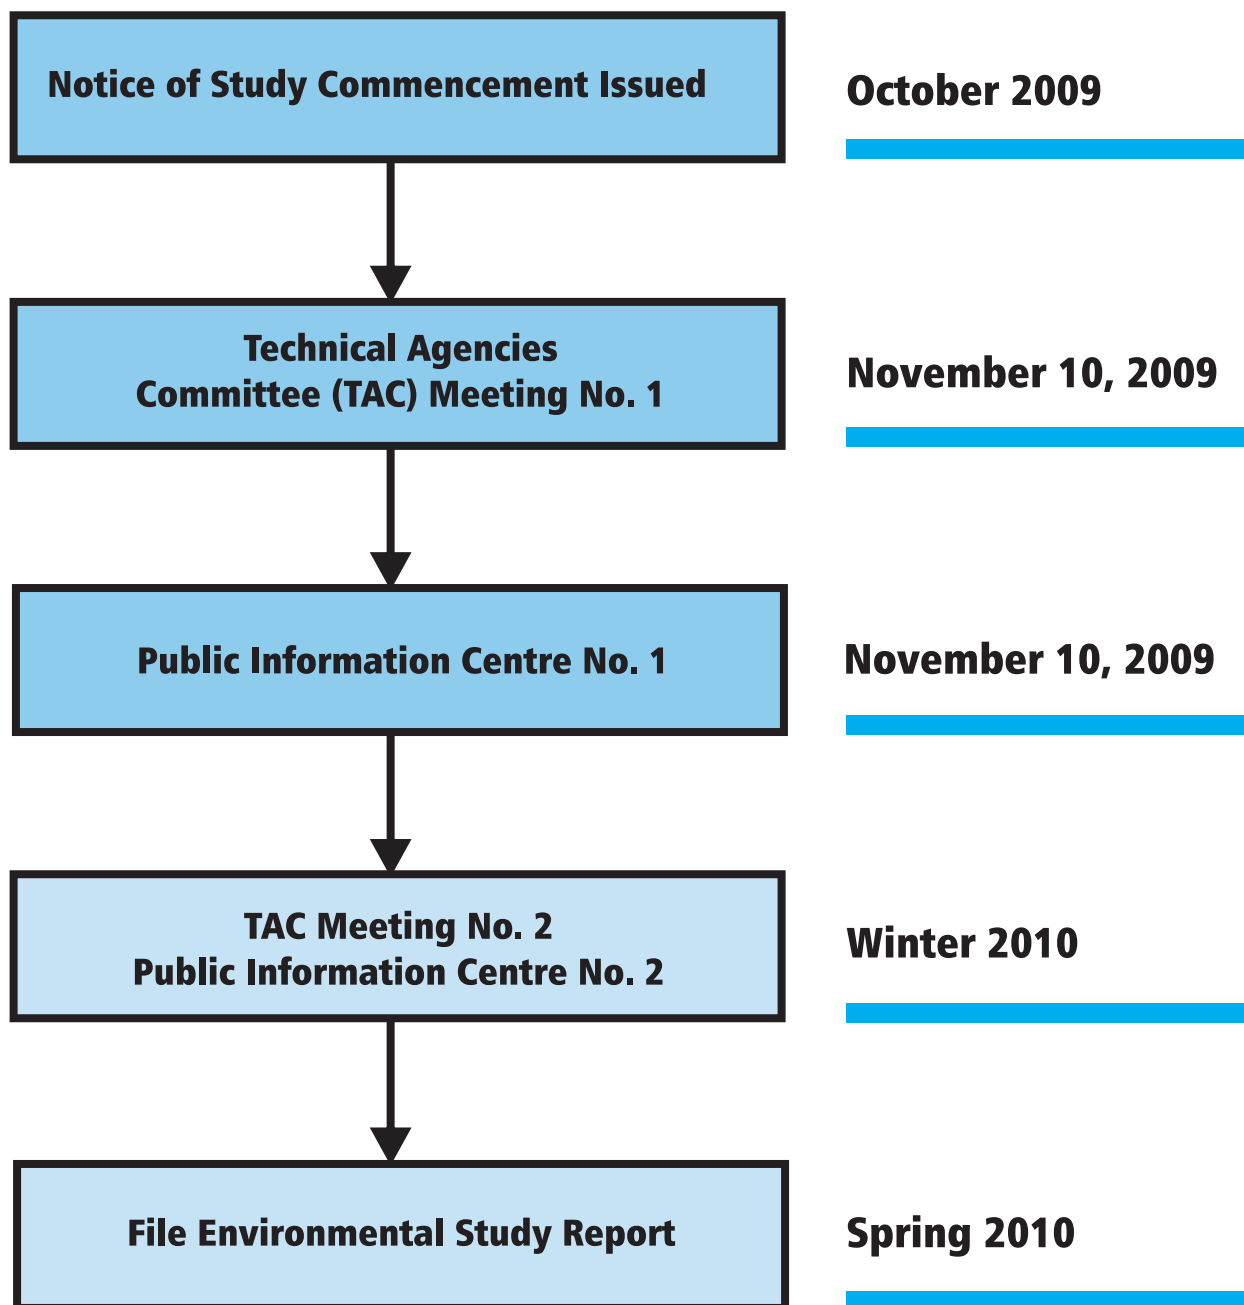 Notice of Study Commencement Issued
October 2009
Technical Agencies
Committee (TAC) Meeting No. 1
November 10, 2009
Public Information Centre No. 1
November 10, 2009
TAC Meeting No. 2
Public Information Centre No. 2
Winter 2010
File Environmental Study Report
Spring 2010